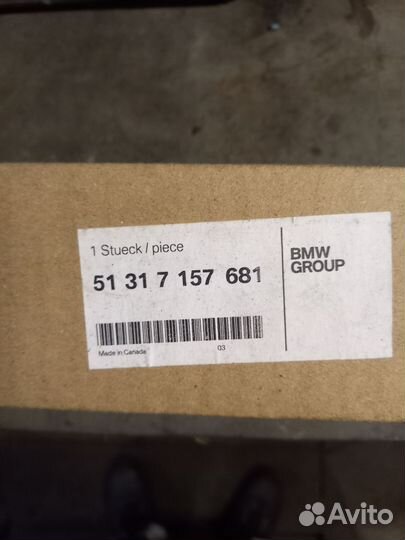 1 Stueck / piece
51 31 7 157 681
BMW
GROUP
Made in Canada
03
Avito